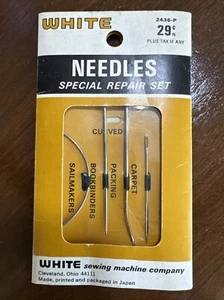 WHITE
2436-P
29¢
PLUS TAX IF ANY
NEEDLES
SPECIAL REPAIR SET
CURVED
SAILMAKERS
BOOKBINDERS
PACKING
CARPET
WHITE sewing machine company
Cleveland, Ohio 44111
Made, printed and packaged in Japan